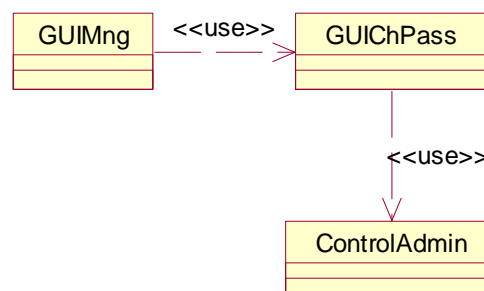 GUIMng
<<use>>
GUIChPass
<<use>>
ControlAdmin